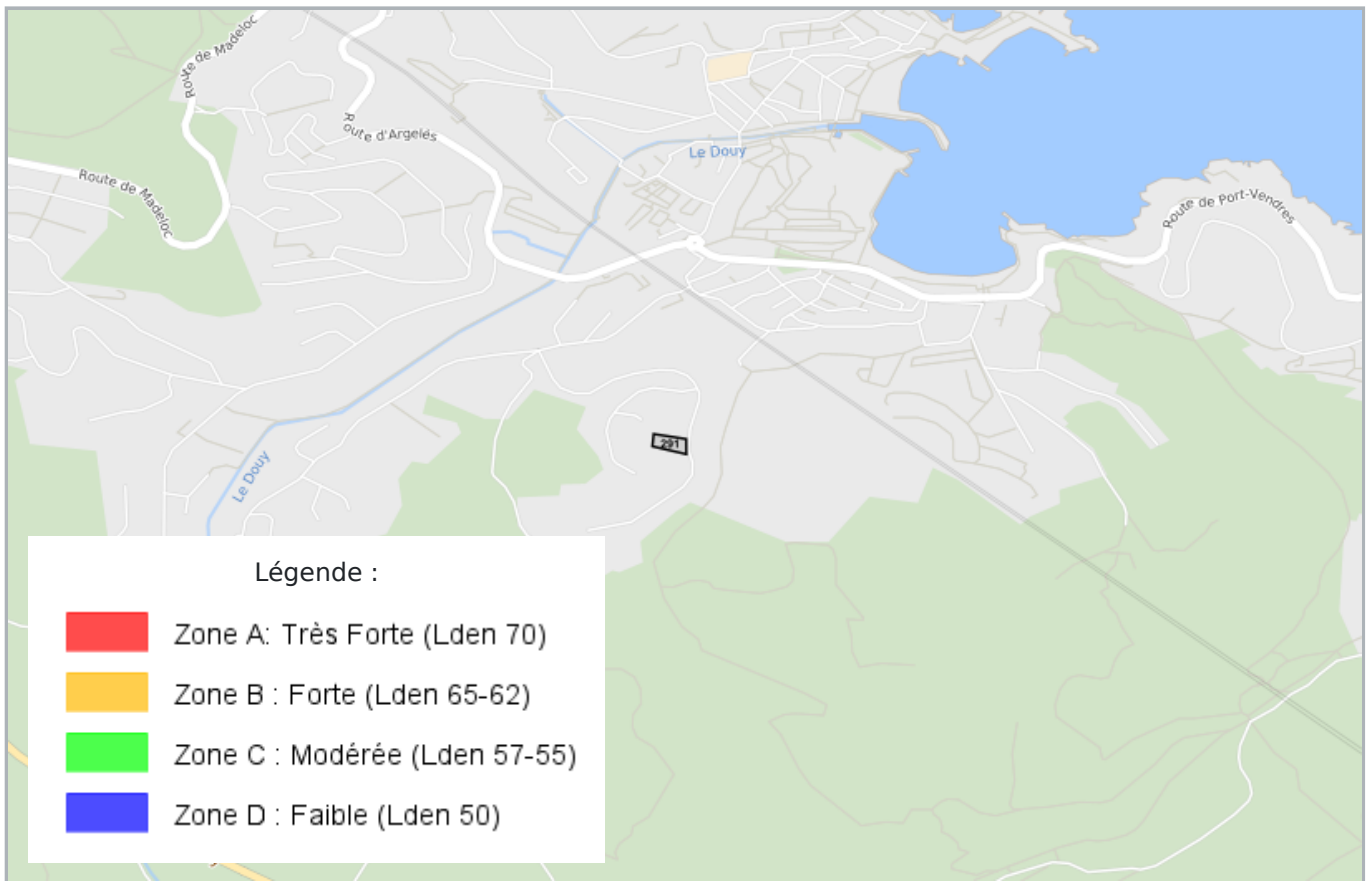 Route de Madeloc
Route d'Argelès
Le Douy
Route de Madeloc
Route de Port-Vendres
291
Le Douy
Légende :
Zone A: Très Forte (Lden 70)
Zone B : Forte (Lden 65-62)
Zone C : Modérée (Lden 57-55)
Zone D : Faible (Lden 50)